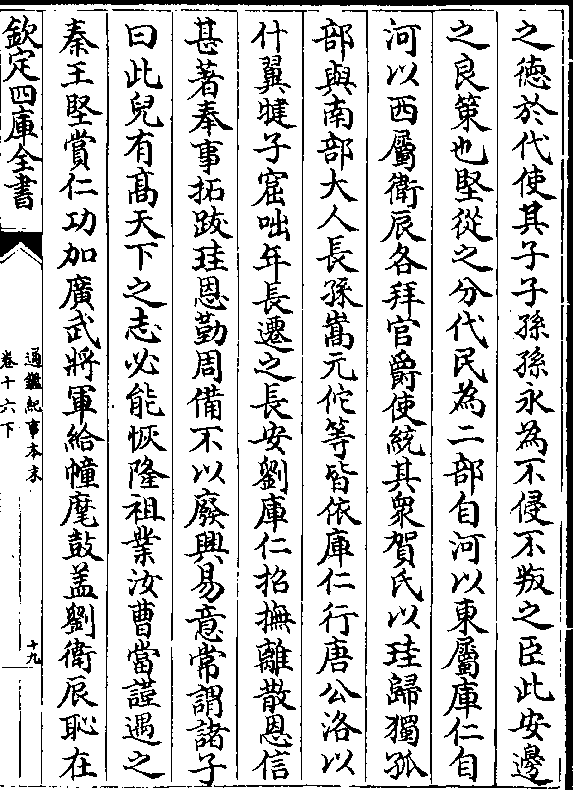 之德於代使其子子孫孫永為不侵不叛之臣此安邊
之良策也堅從之分代民為二部自河以東屬庫仁自
河以西屬衛辰各拜官爵使統其衆賀氏以珪歸獨孤
部與南部大人長孫嵩元佗等皆依庫仁行唐公洛以
什翼犍子窟咄年長遷之長安劉庫仁招撫離散恩信
甚著奉事拓跋珪恩勤周備不以廢興易意常謂諸子
曰此兒有髙天下之志必能恢隆祖業汝曹當謹遇之
秦王堅賞仁功加廣武將軍給幢麾鼓盖劉衛辰恥在
欽定四庫全書
通鑑紀事本末
卷十六下
十九